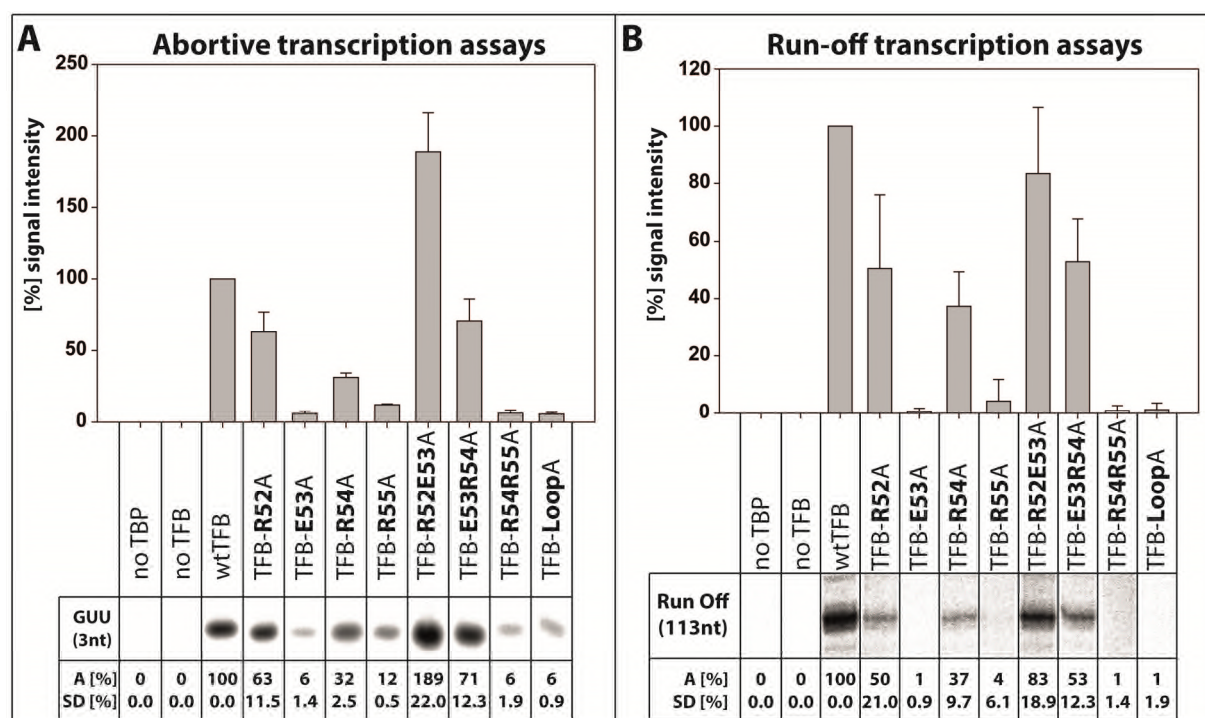 A Abortive transcription assays
[%] signal intensity
250
200
150
100
50
0
no TBP
no TFB
wtTFB
TFB-R52A
TFB-E53A
TFB-R54A
TFB-R55A
TFB-R52E53A
TFB-E53R54A
TFB-R54R55A
TFB-LoopA
GUU
(3nt)
A [%] 0 0 100 63 6 32 12 189 71 6 6
SD [%] 0.0 0.0 0.0 11.5 1.4 2.5 0.5 22.0 12.3 1.9 0.9
B Run-off transcription assays
[%] signal intensity
120
100
80
60
40
20
0
no TBP
no TFB
wtTFB
TFB-R52A
TFB-E53A
TFB-R54A
TFB-R55A
TFB-R52E53A
TFB-E53R54A
TFB-R54R55A
TFB-LoopA
Run Off
(113nt)
A [%] 0 0 100 50 1 37 4 83 53 1 1
SD [%] 0.0 0.0 0.0 21.0 0.9 9.7 6.1 18.9 12.3 1.4 1.9